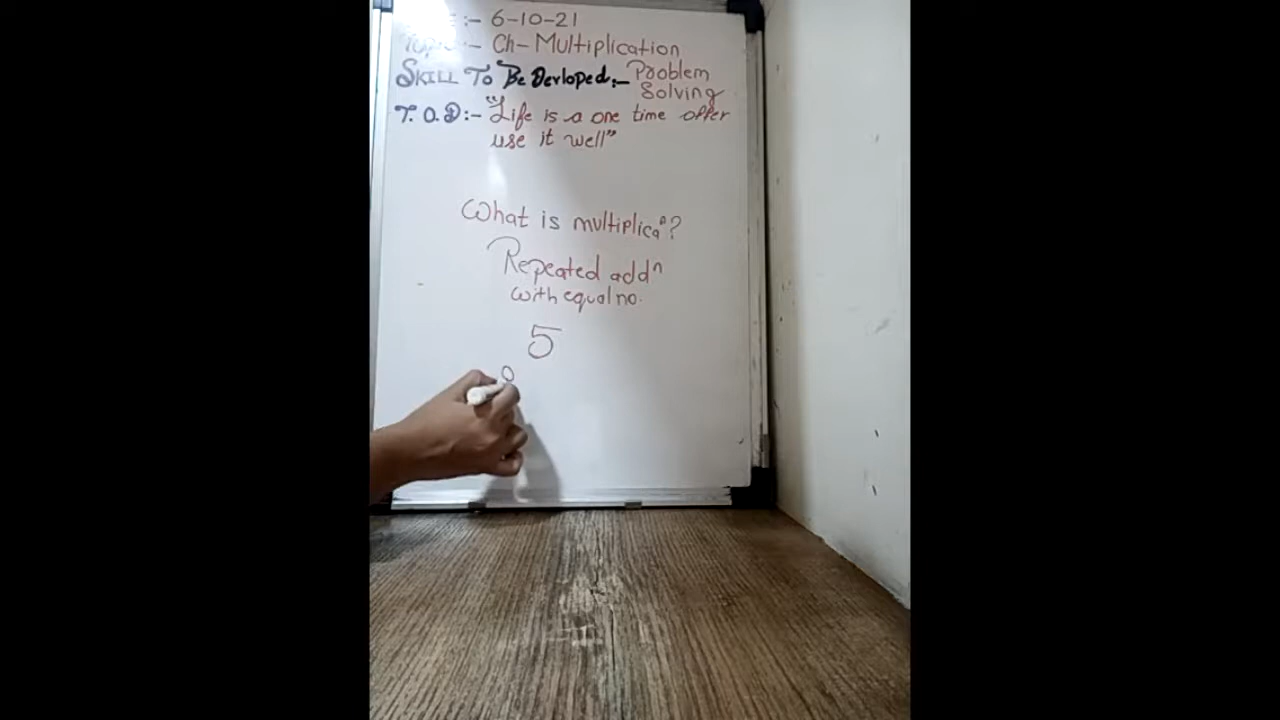 :- 6-10-21
:- Ch- Multiplication
SKILL TO BE Devloped:- Problem
Solving
T.O.D:- "Life is a one time offer
use it well"
What is multiplicaⁿ?
Repeated addⁿ
with equal no.
5